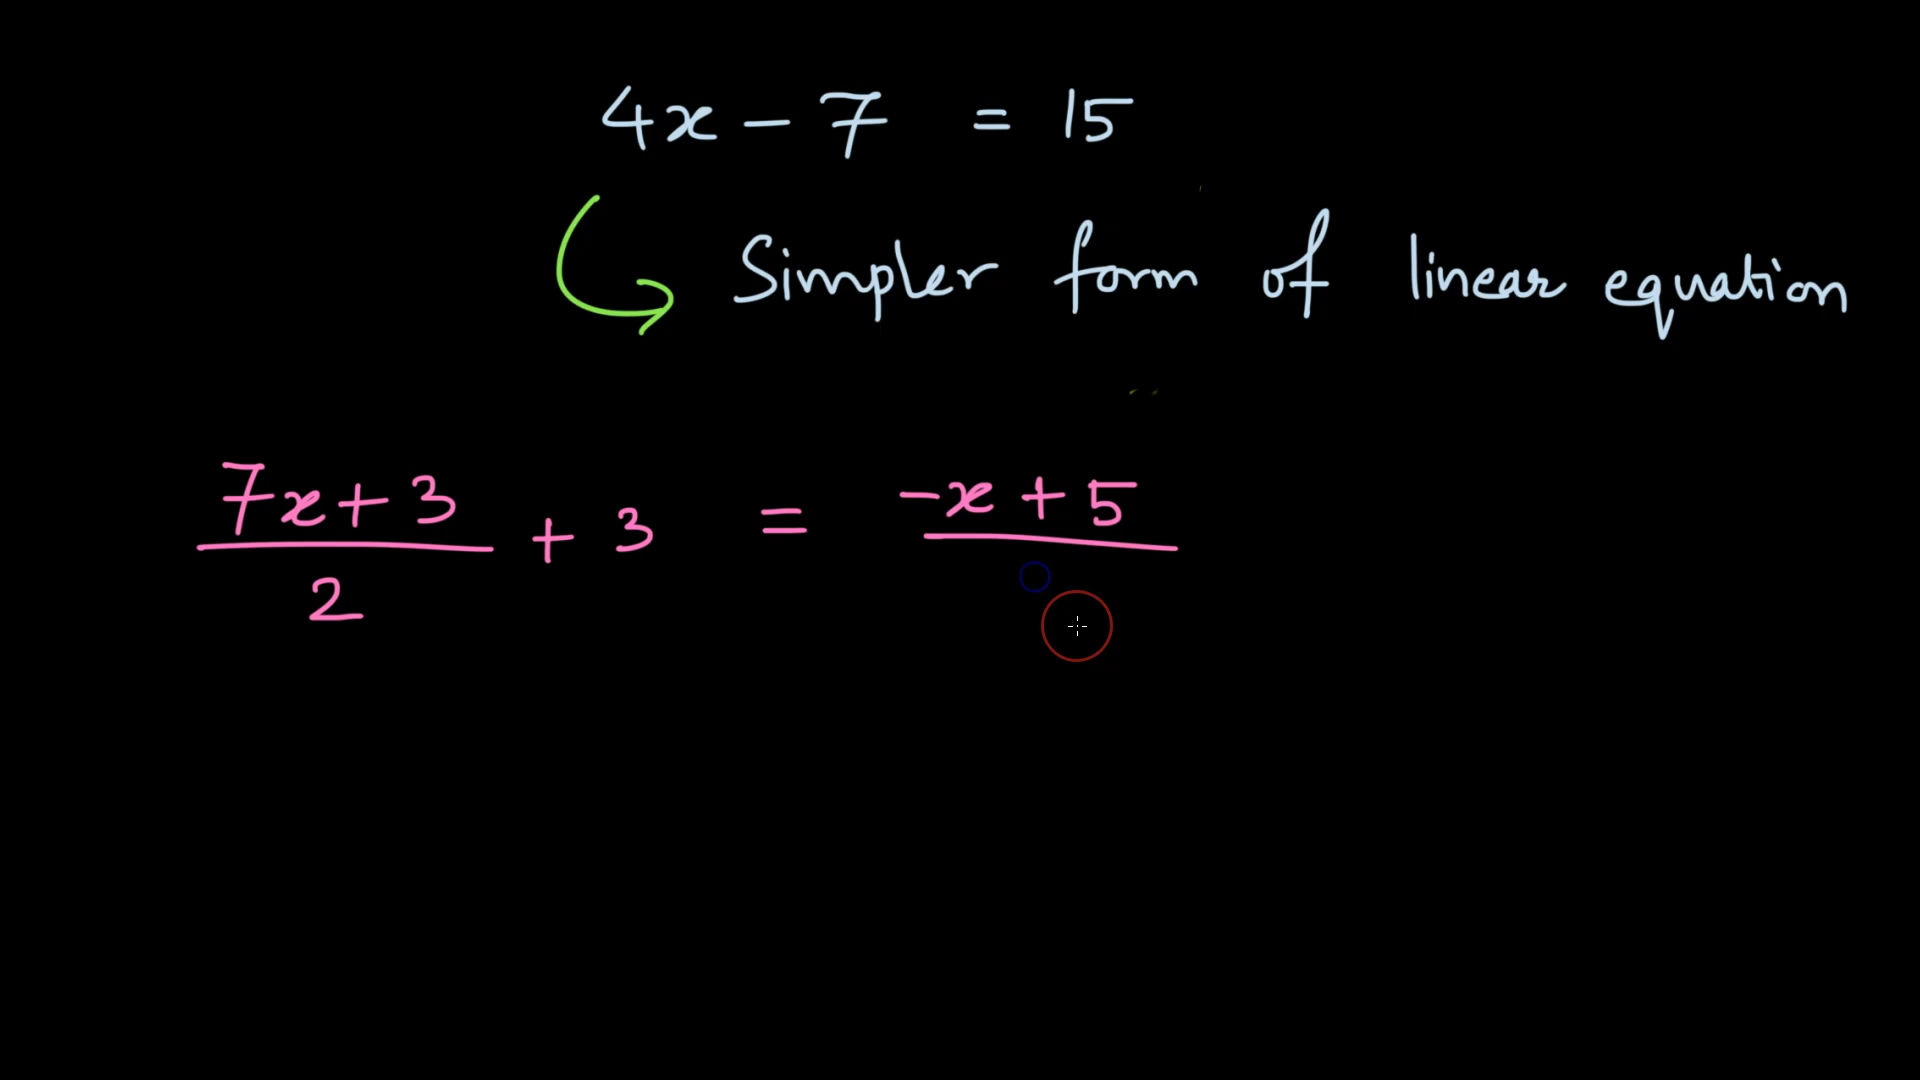 4x - 7 = 15
Simpler form of linear equation
7x + 3
2
+ 3 =
-x + 5